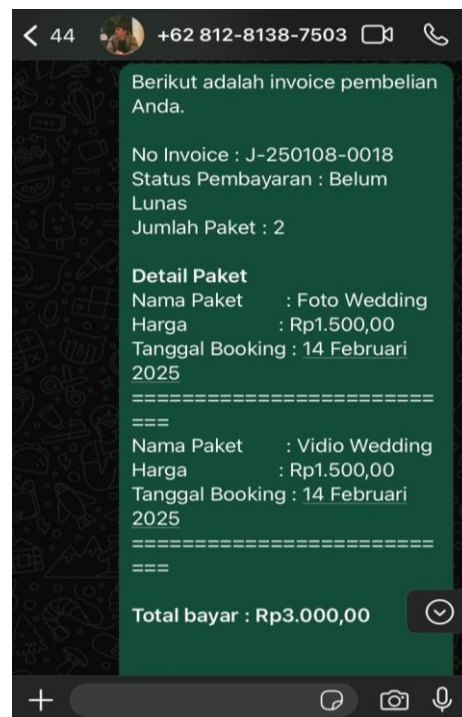 44 +62 812-8138-7503
Berikut adalah invoice pembelian
Anda.
No Invoice : J-250108-0018
Status Pembayaran : Belum
Lunas
Jumlah Paket : 2
Detail Paket
Nama Paket : Foto Wedding
Harga : Rp1.500,00
Tanggal Booking : 14 Februari
2025
========================
===
Nama Paket : Vidio Wedding
Harga : Rp1.500,00
Tanggal Booking : 14 Februari
2025
========================
===
Total bayar : Rp3.000,00